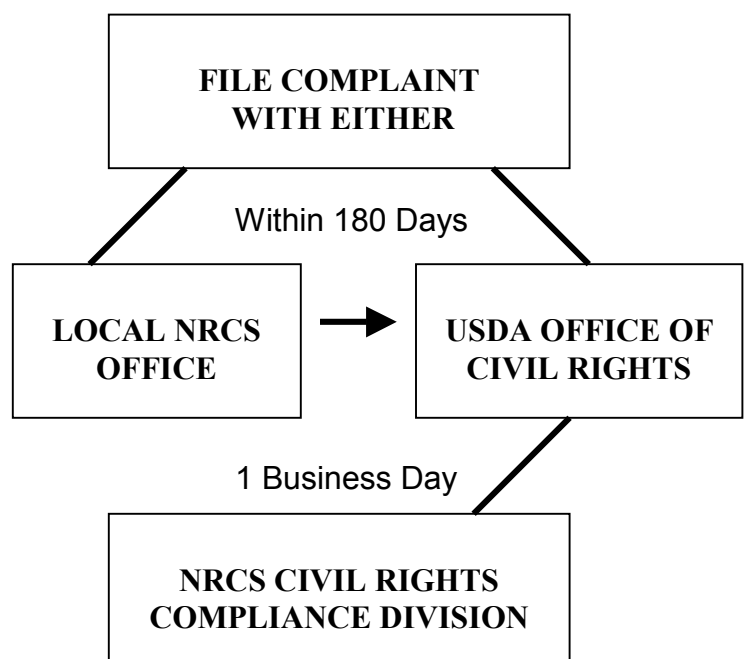 FILE COMPLAINT
WITH EITHER
Within 180 Days
LOCAL NRCS
OFFICE
USDA OFFICE OF
CIVIL RIGHTS
1 Business Day
NRCS CIVIL RIGHTS
COMPLIANCE DIVISION